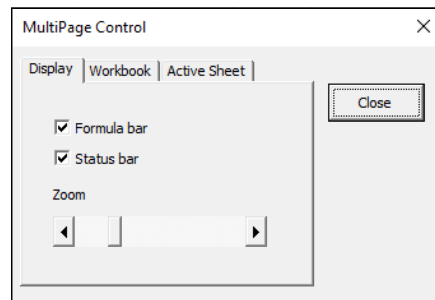 MultiPage Control
Display Workbook Active Sheet
Close
Formula bar
Status bar
Zoom